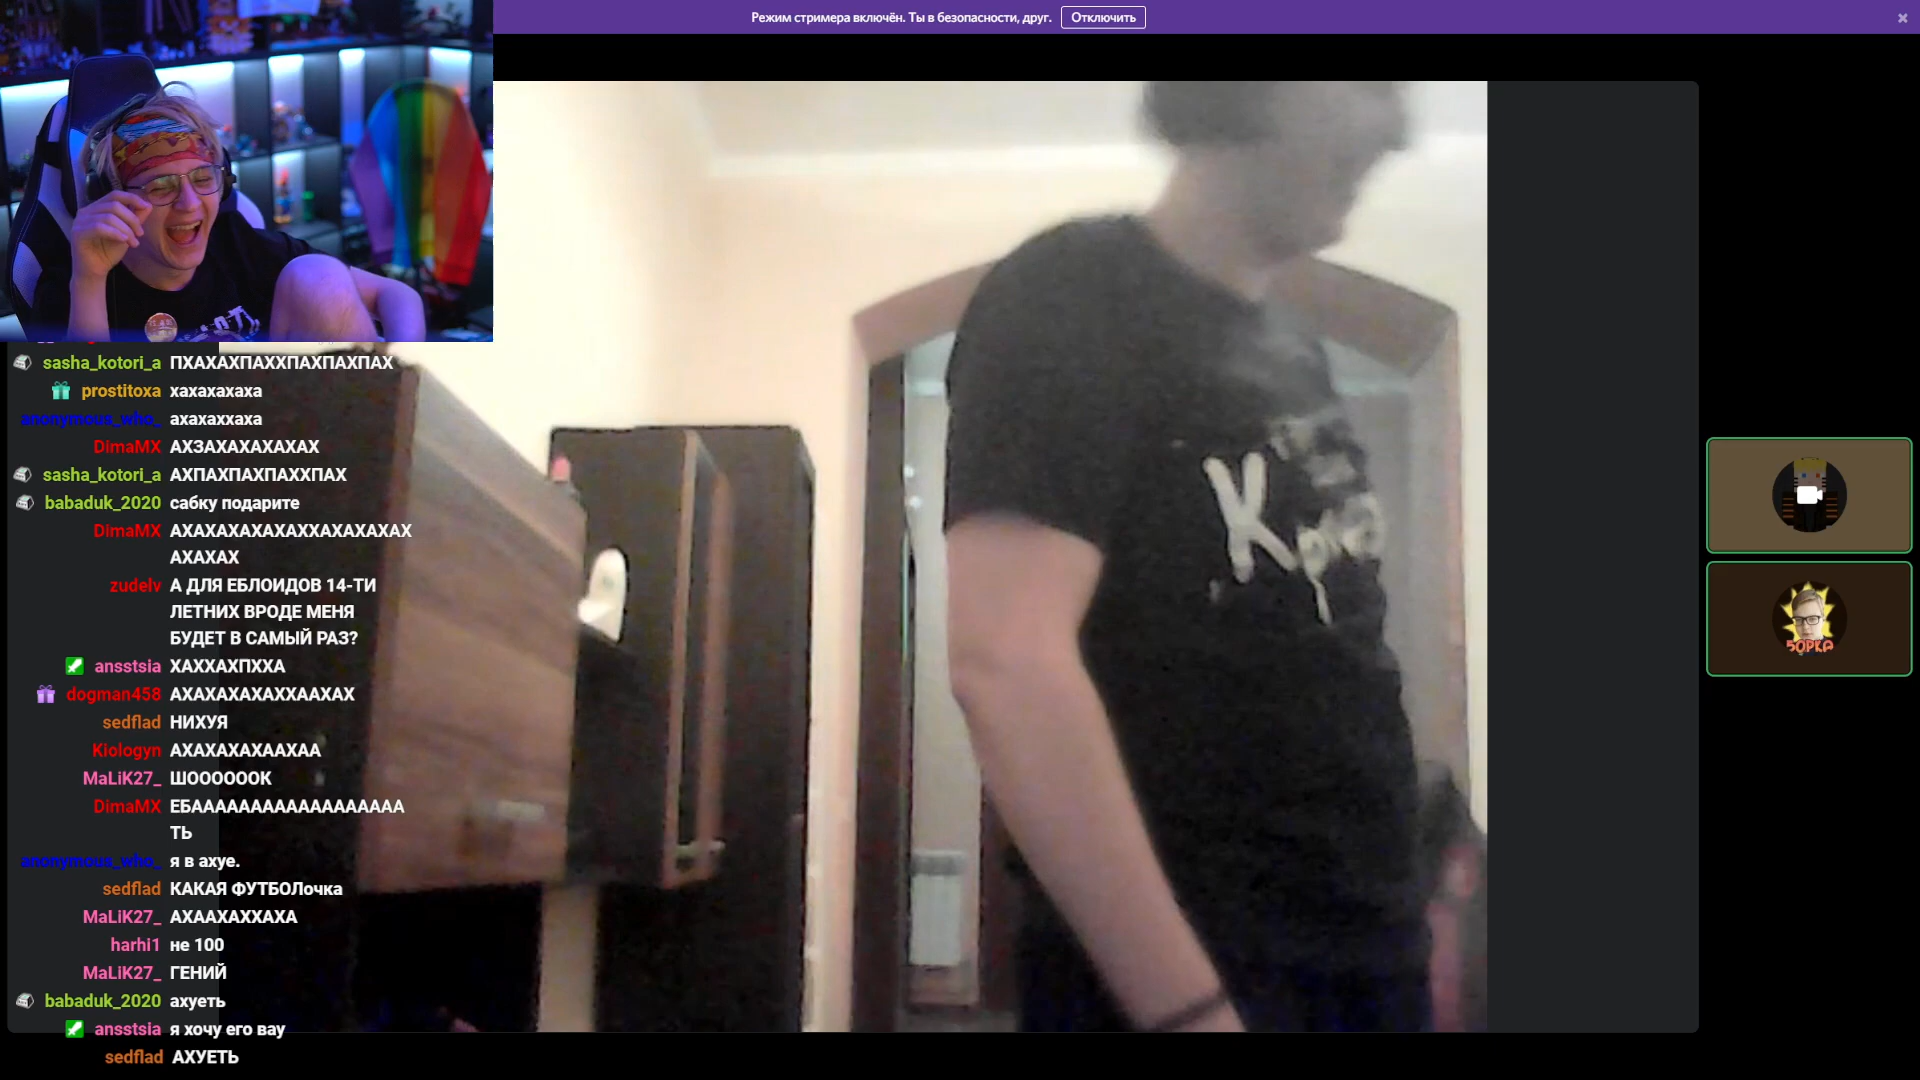 Режим стримера включён. Ты в безопасности, друг. Отключить
sasha_kotori_a ПХАХАХПАХХПАХПАХПАХ
prostitoxa хахахахаха
anonymous_who_ ахахаххаха
DimaMX АХЗАХАХАХАХАХ
sasha_kotori_a АХПАХПАХПАХХПАХ
babaduk_2020 сабку подарите
DimaMX АХАХАХАХАХАХХАХАХАХАХ
АХАХАХ
zudelv А ДЛЯ ЕБЛОИДОВ 14-ТИ
ЛЕТНИХ ВРОДЕ МЕНЯ
БУДЕТ В САМЫЙ РАЗ?
ansstsia ХАХХАХПХХА
dogman458 АХАХАХАХАХХААХАХ
sedflad НИХУЯ
Kiologyn АХАХАХАХААХАА
MaLiK27_ ШООООООК
DimaMX ЕБАААААААААААААААААА
ТЬ
anonymous_who_ я в ахуе.
sedflad КАКАЯ ФУТБОЛочка
MaLiK27_ АХААХАХХАХА
harhi1 не 100
MaLiK27_ ГЕНИЙ
babaduk_2020 ахуеть
ansstsia я хочу его вау
sedflad АХУЕТЬ
5ОРКА